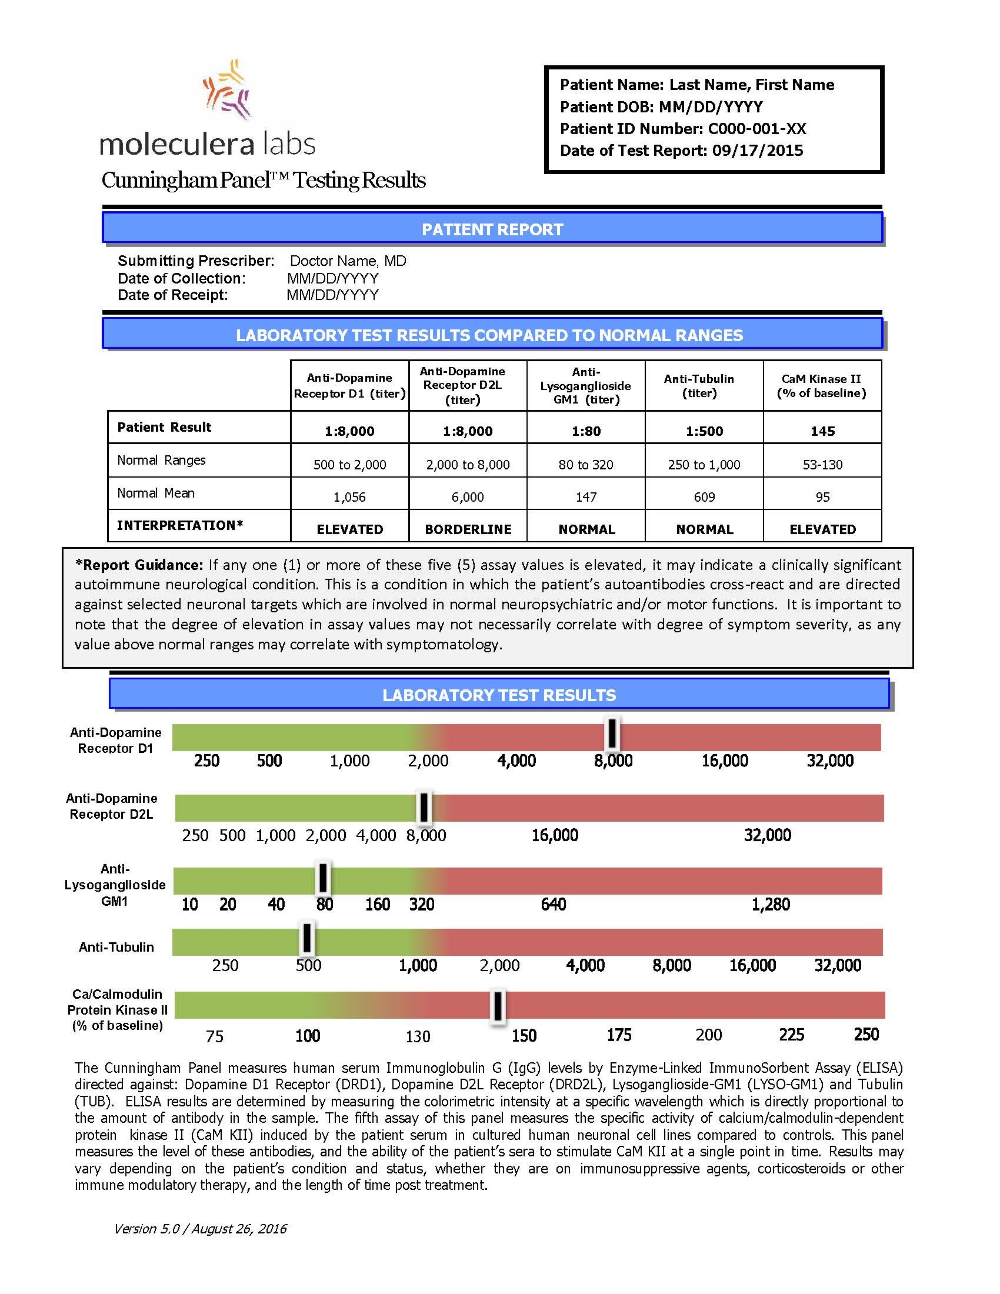 moleculera labs
Cunningham Panel™ Testing Results
Patient Name: Last Name, First Name
Patient DOB: MM/DD/YYYY
Patient ID Number: C000-001-XX
Date of Test Report: 09/17/2015
PATIENT REPORT
Submitting Prescriber: Doctor Name, MD
Date of Collection: MM/DD/YYYY
Date of Receipt: MM/DD/YYYY
LABORATORY TEST RESULTS COMPARED TO NORMAL RANGES
Anti-Dopamine Receptor D1 (titer) Anti-Dopamine Receptor D2L (titer) Anti-Lysoganglioside GM1 (titer) Anti-Tubulin (titer) CaM Kinase II (% of baseline)
Patient Result 1:8,000 1:8,000 1:80 1:500 145
Normal Ranges 500 to 2,000 2,000 to 8,000 80 to 320 250 to 1,000 53-130
Normal Mean 1,056 6,000 147 609 95
INTERPRETATION* ELEVATED BORDERLINE NORMAL NORMAL ELEVATED
*Report Guidance: If any one (1) or more of these five (5) assay values is elevated, it may indicate a clinically significant
autoimmune neurological condition. This is a condition in which the patient's autoantibodies cross-react and are directed
against selected neuronal targets which are involved in normal neuropsychiatric and/or motor functions. It is important to
note that the degree of elevation in assay values may not necessarily correlate with degree of symptom severity, as any
value above normal ranges may correlate with symptomatology.
LABORATORY TEST RESULTS
Anti-Dopamine
Receptor D1
250 500 1,000 2,000 4,000 8,000 16,000 32,000
Anti-Dopamine
Receptor D2L
250 500 1,000 2,000 4,000 8,000 16,000 32,000
Anti-
Lysoganglioside
GM1
10 20 40 80 160 320 640 1,280
Anti-Tubulin
250 500 1,000 2,000 4,000 8,000 16,000 32,000
Ca/Calmodulin
Protein Kinase II
(% of baseline)
75 100 130 150 175 200 225 250
The Cunningham Panel measures human serum Immunoglobulin G (IgG) levels by Enzyme-Linked ImmunoSorbent Assay (ELISA)
directed against: Dopamine D1 Receptor (DRD1), Dopamine D2L Receptor (DRD2L), Lysoganglioside-GM1 (LYSO-GM1) and Tubulin
(TUB). ELISA results are determined by measuring the colorimetric intensity at a specific wavelength which is directly proportional to
the amount of antibody in the sample. The fifth assay of this panel measures the specific activity of calcium/calmodulin-dependent
protein kinase II (CaM KII) induced by the patient serum in cultured human neuronal cell lines compared to controls. This panel
measures the level of these antibodies, and the ability of the patient's sera to stimulate CaM KII at a single point in time. Results may
vary depending on the patient's condition and status, whether they are on immunosuppressive agents, corticosteroids or other
immune modulatory therapy, and the length of time post treatment.
Version 5.0 / August 26, 2016